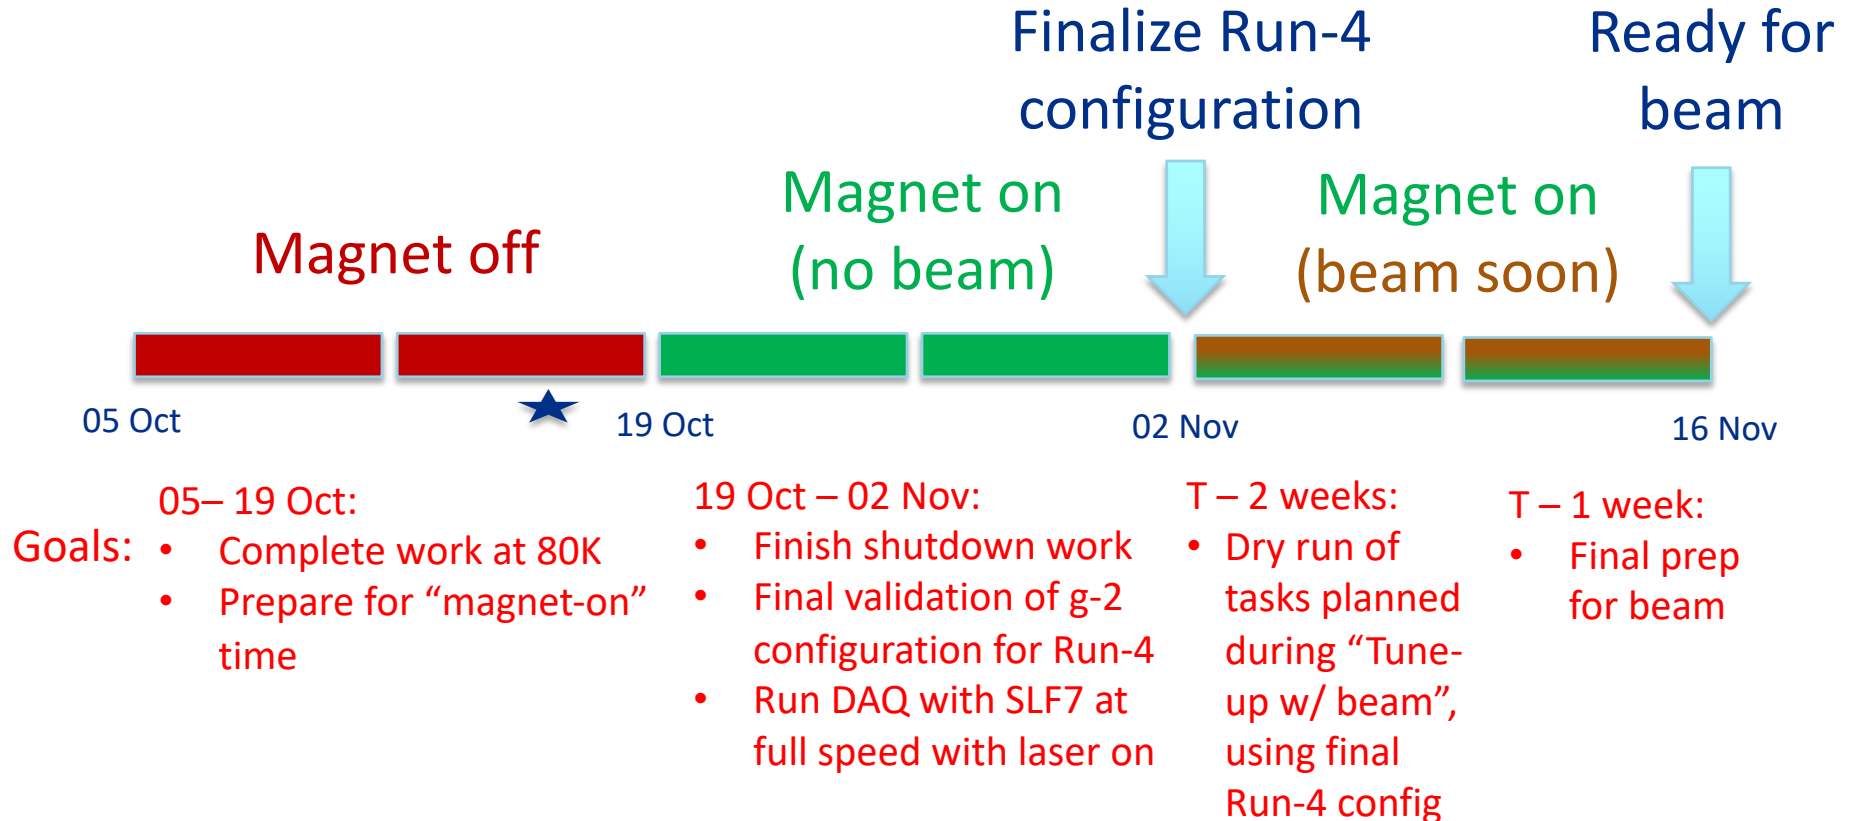 Finalize Run-4
configuration
Ready for
beam
Magnet off
Magnet on
(no beam)
Magnet on
(beam soon)
05 Oct
19 Oct
02 Nov
16 Nov
Goals:
05– 19 Oct:
• Complete work at 80K
• Prepare for “magnet-on”
time
19 Oct – 02 Nov:
• Finish shutdown work
• Final validation of g-2
configuration for Run-4
• Run DAQ with SLF7 at
full speed with laser on
T – 2 weeks:
• Dry run of
tasks planned
during “Tune-
up w/ beam”,
using final
Run-4 config
T – 1 week:
• Final prep
for beam